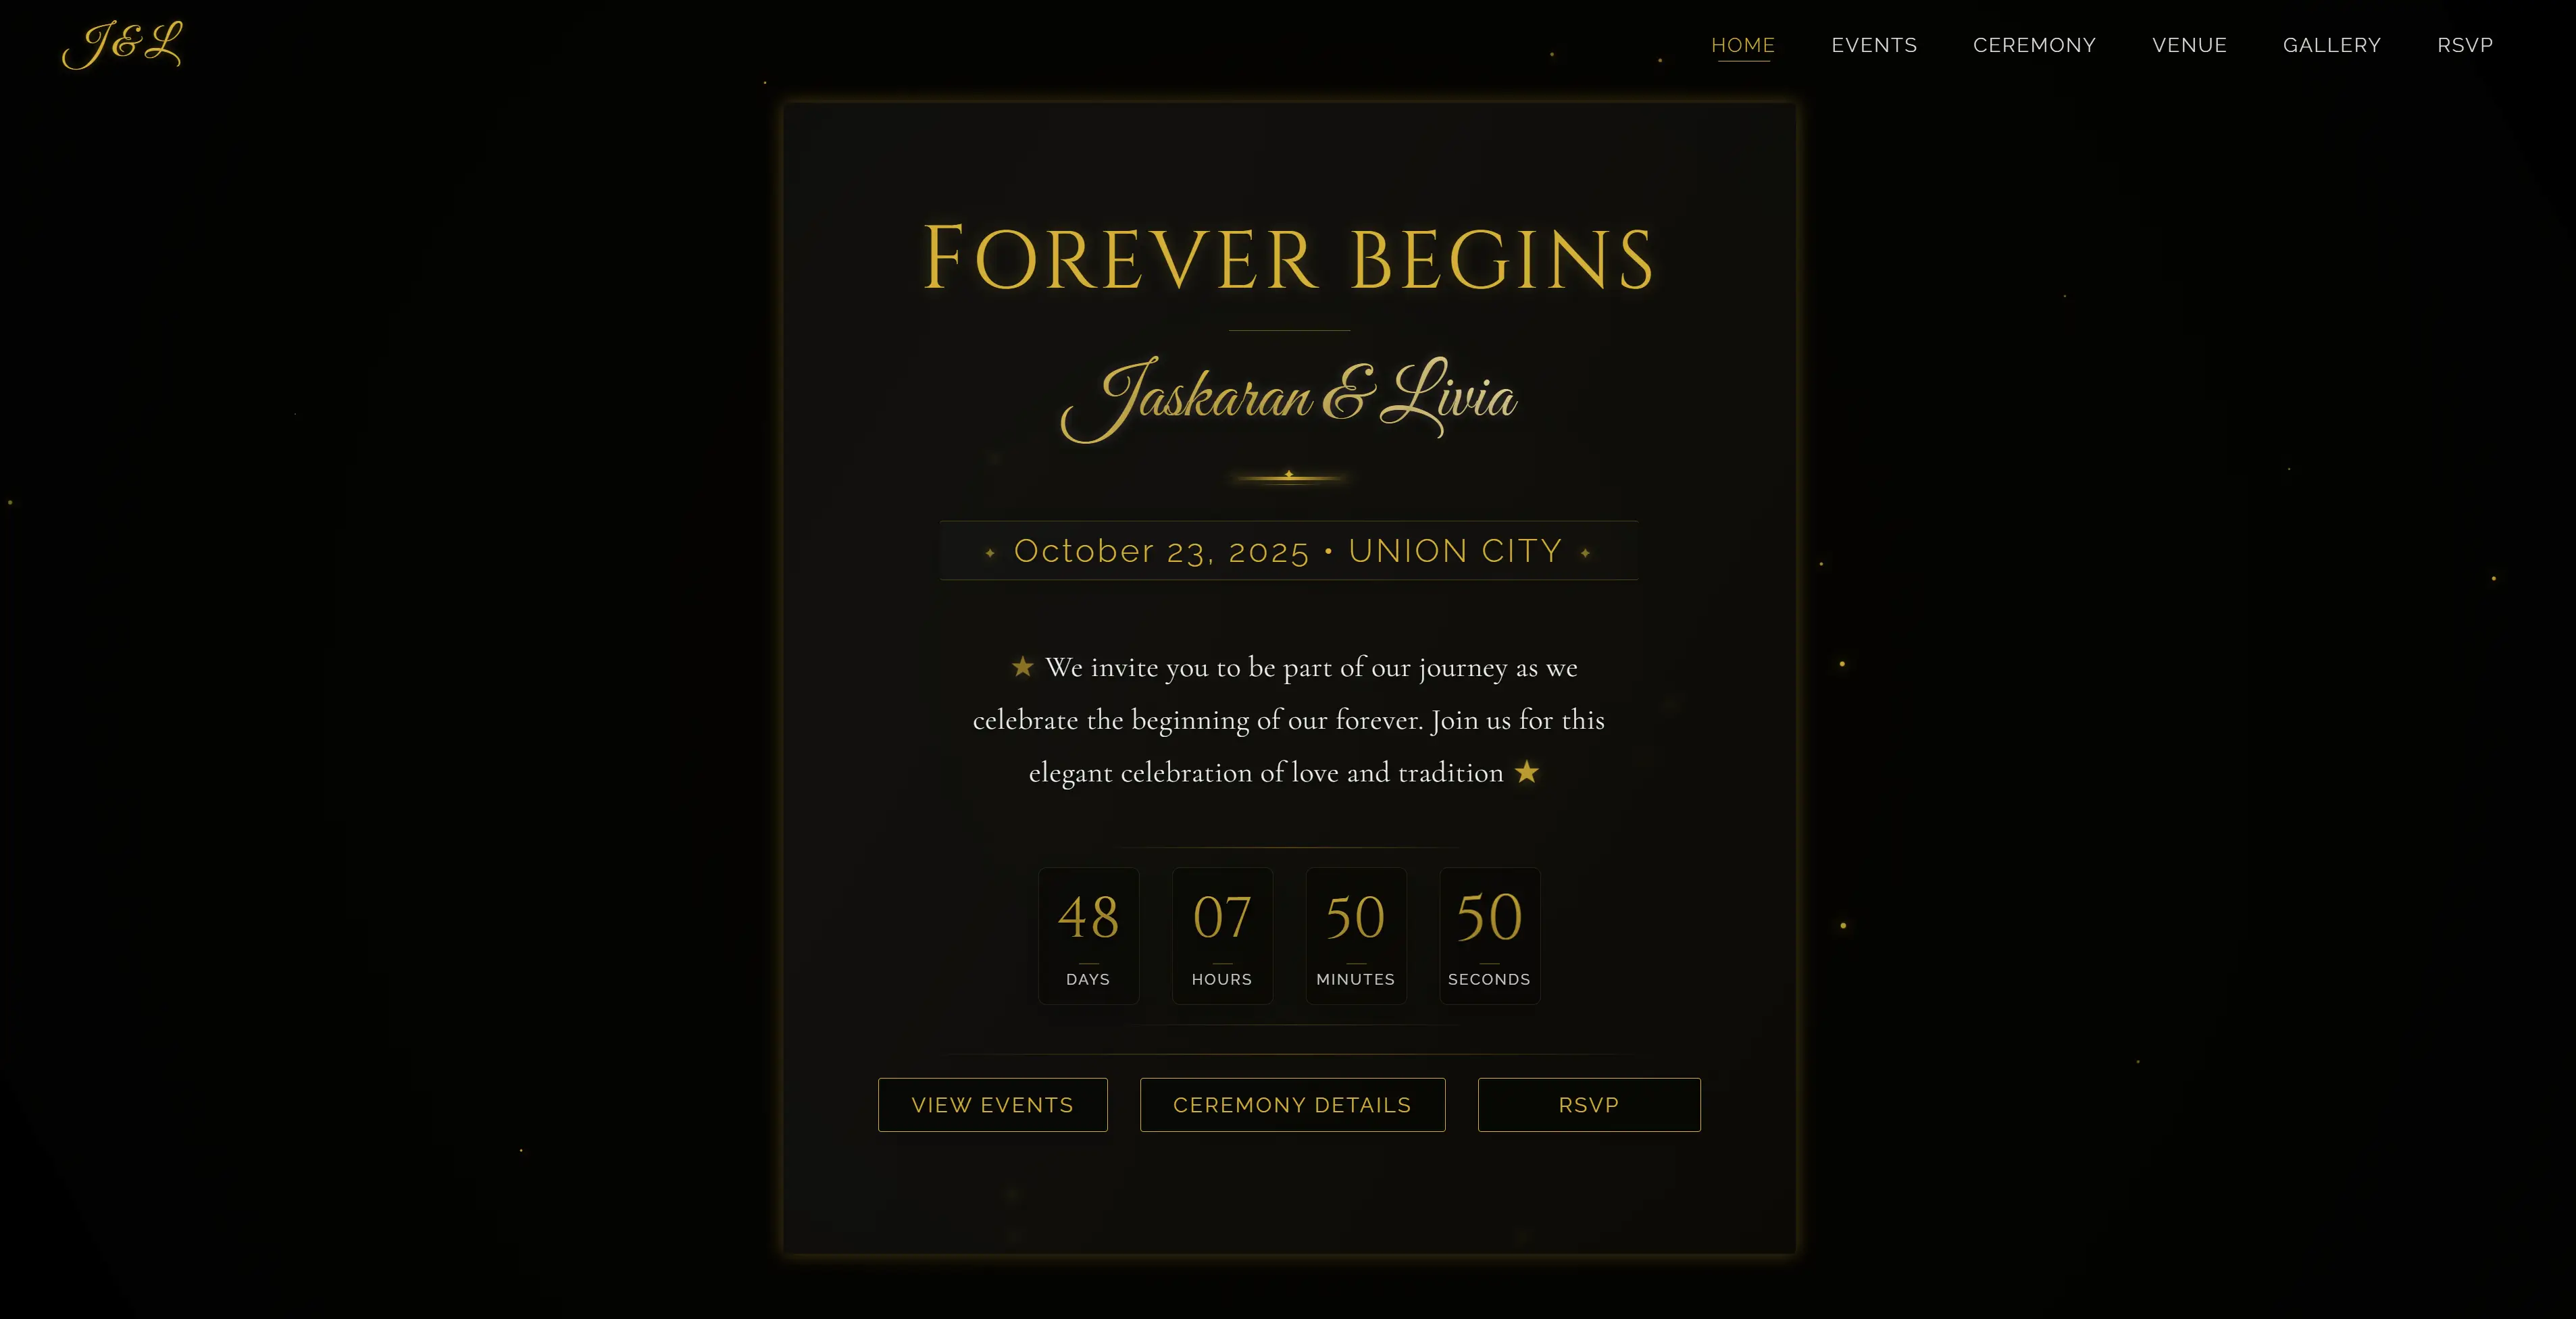 J & L
HOME EVENTS CEREMONY VENUE GALLERY RSVP
FOREVER BEGINS
Jaskaran & Livia
October 23, 2025 • UNION CITY
★ We invite you to be part of our journey as we
celebrate the beginning of our forever. Join us for this
elegant celebration of love and tradition ★
48 07 50 50
DAYS HOURS MINUTES SECONDS
VIEW EVENTS CEREMONY DETAILS RSVP